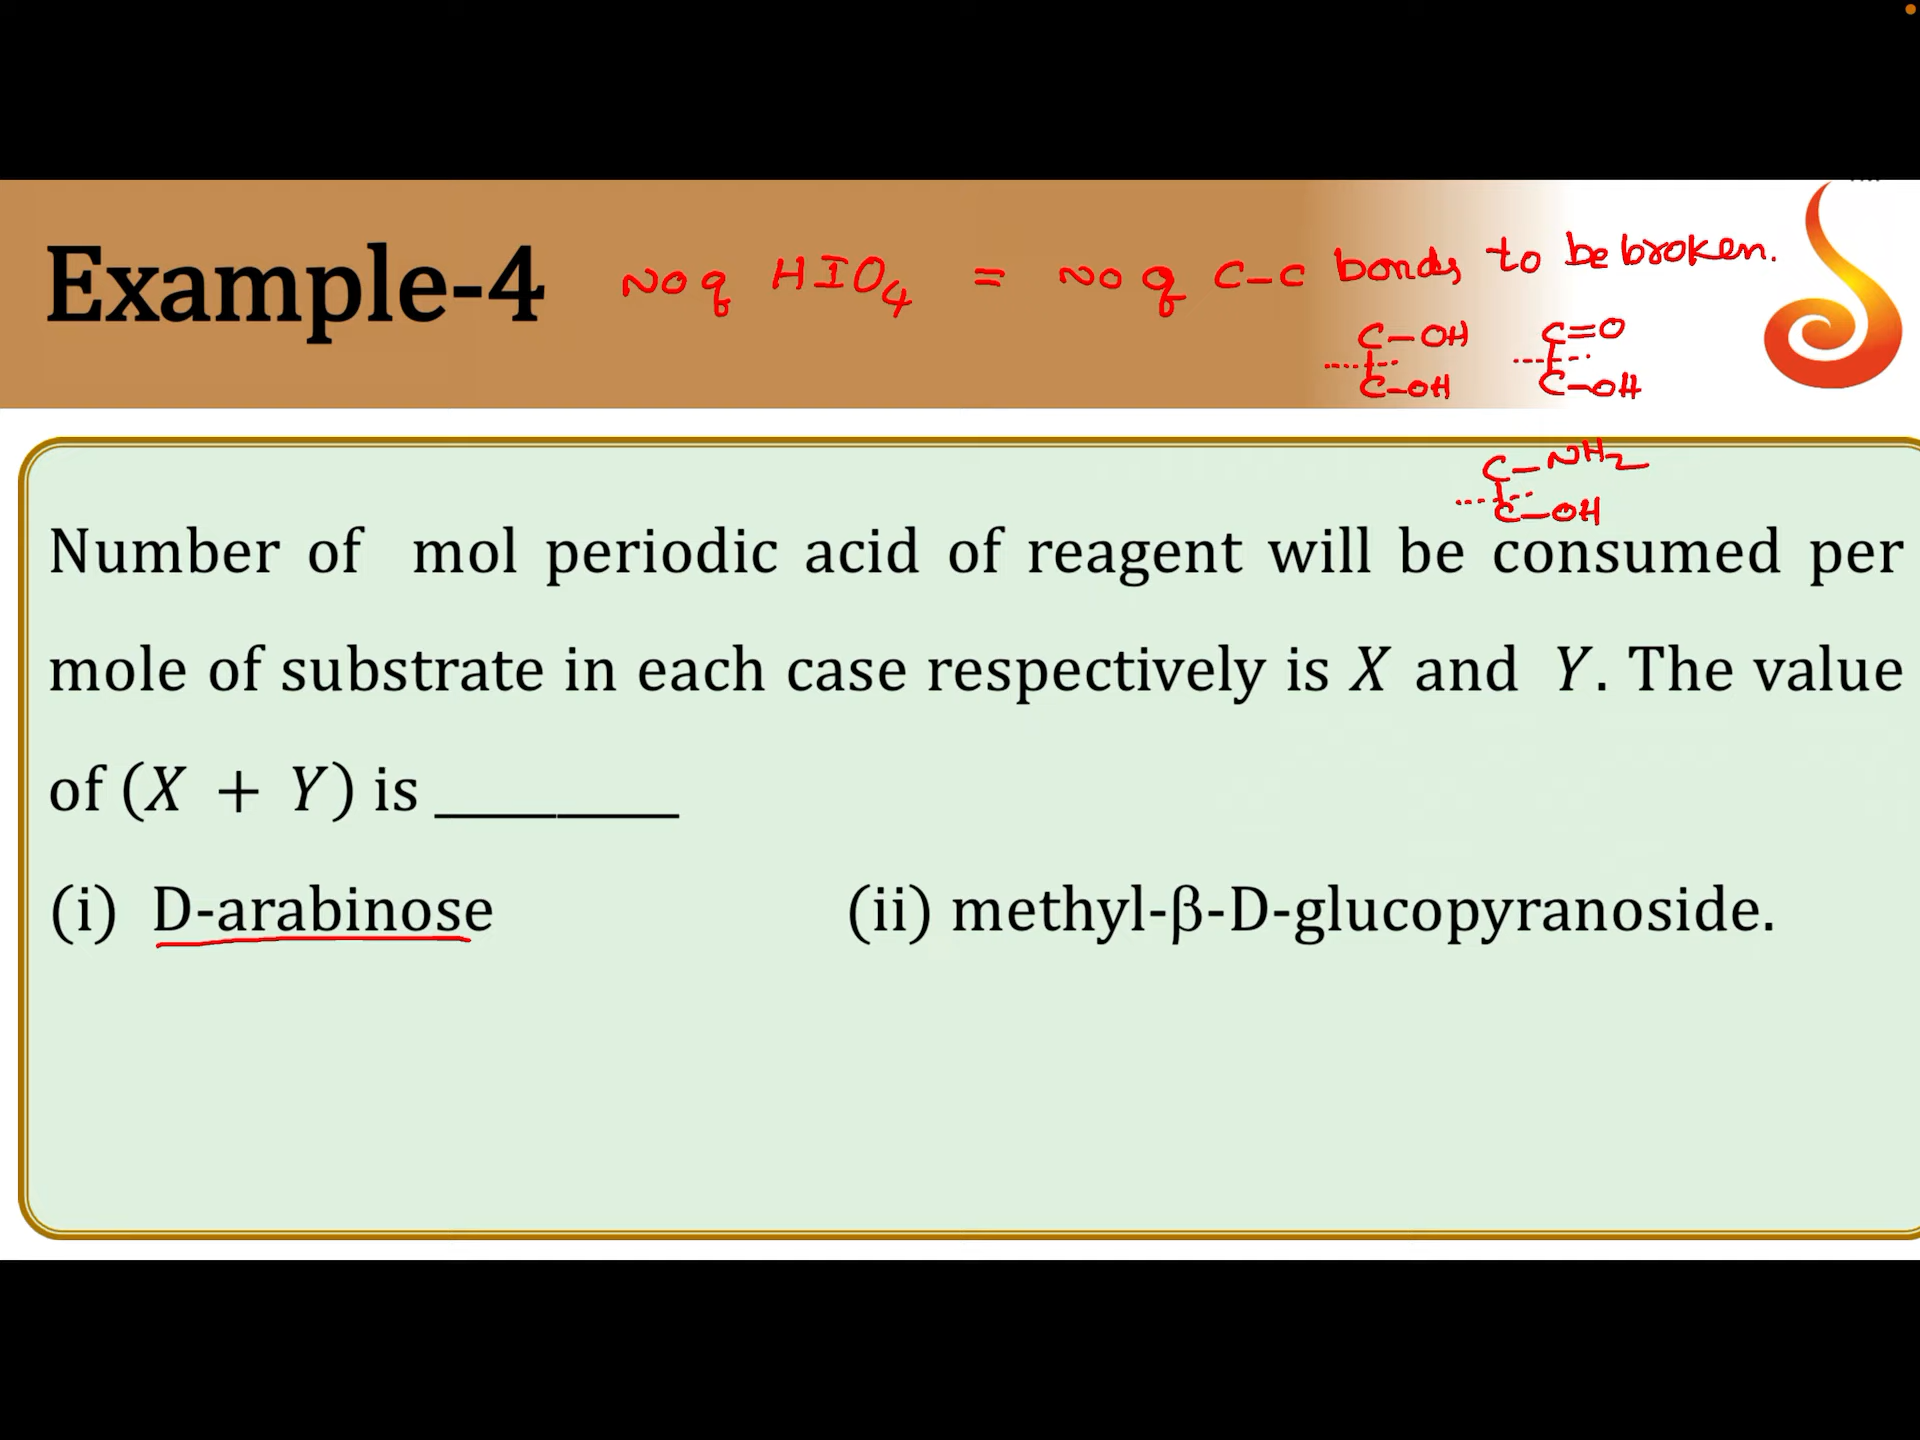 Example-4
No of HIO4 = No of C-C bonds to be broken.
C-OH C=O
C-OH C-OH
C-NH2
C-OH
Number of mol periodic acid of reagent will be consumed per
mole of substrate in each case respectively is X and Y. The value
of (X + Y) is ________
(i) D-arabinose (ii) methyl-β-D-glucopyranoside.